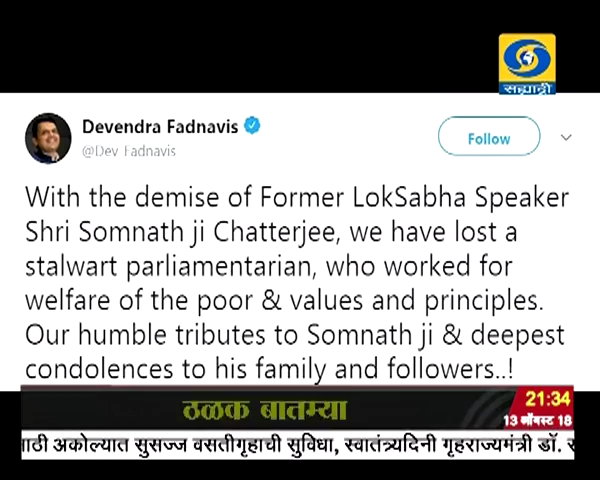 सह्याद्री
Devendra Fadnavis
@Dev_Fadnavis
Follow
With the demise of Former LokSabha Speaker
Shri Somnath ji Chatterjee, we have lost a
stalwart parliamentarian, who worked for
welfare of the poor & values and principles.
Our humble tributes to Somnath ji & deepest
condolences to his family and followers..!
ठळक बातम्या
21:34
13 ऑगस्ट 18
अकोल्यात सुसज्ज वसतीगृहाची सुविधा, स्वातंत्र्यदिनी गृहराज्यमंत्री डॉ.